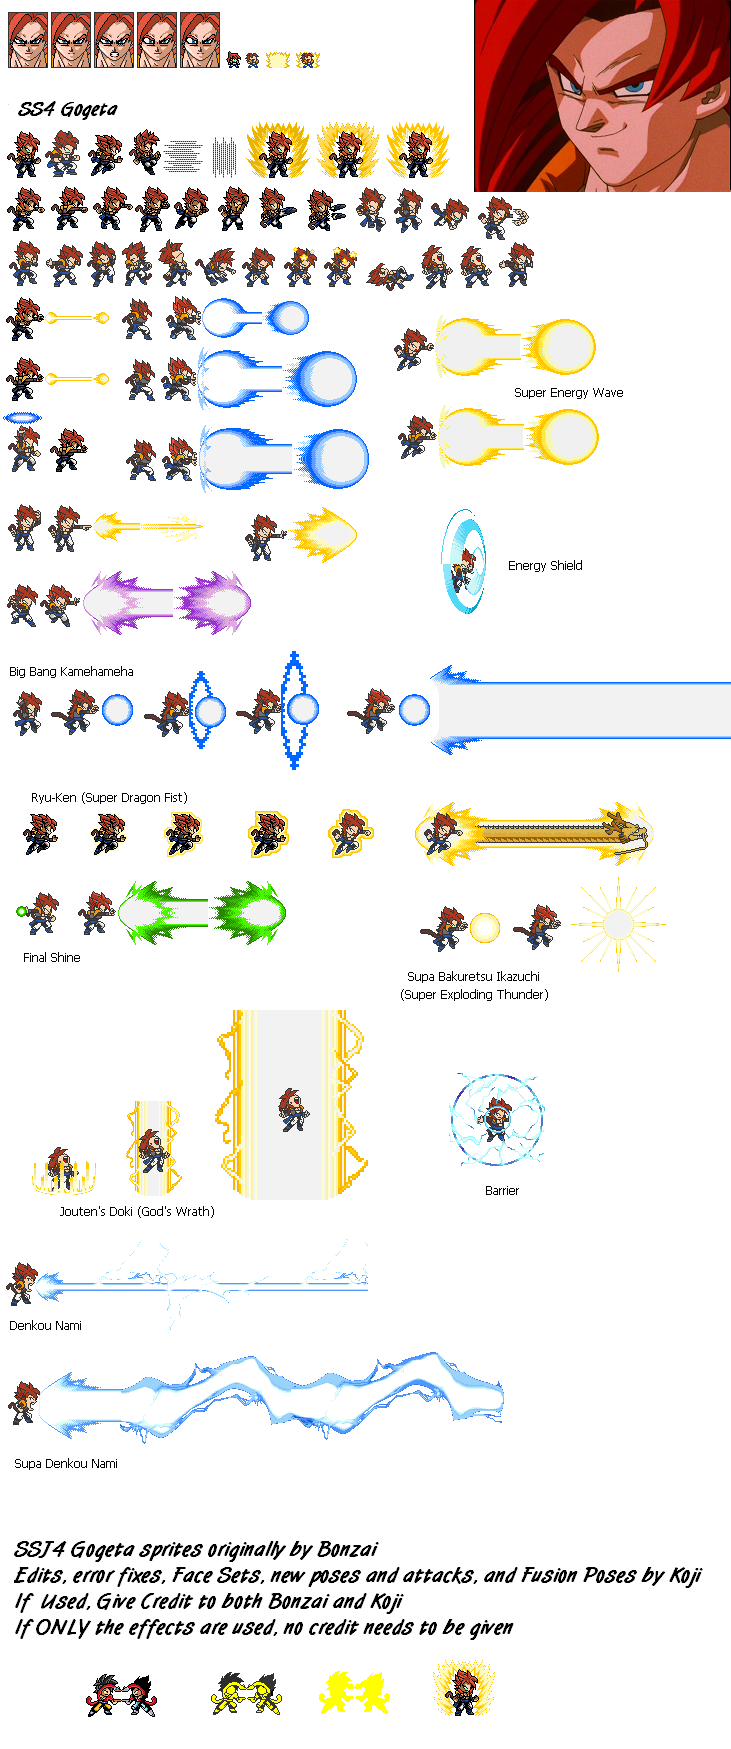 SS4 Gogeta
Super Energy Wave
Energy Shield
Big Bang Kamehameha
Ryu-Ken (Super Dragon Fist)
Final Shine
Supa Bakuretsu Ikazuchi
(Super Exploding Thunder)
Jouten's Doki (God's Wrath)
Barrier
Denkou Nami
Supa Denkou Nami
SSJ4 Gogeta sprites originally by Bonzai
Edits, error fixes, Face Sets, new poses and attacks, and Fusion Poses by Koji
If Used, Give Credit to both Bonzai and Koji
If ONLY the effects are used, no credit needs to be given